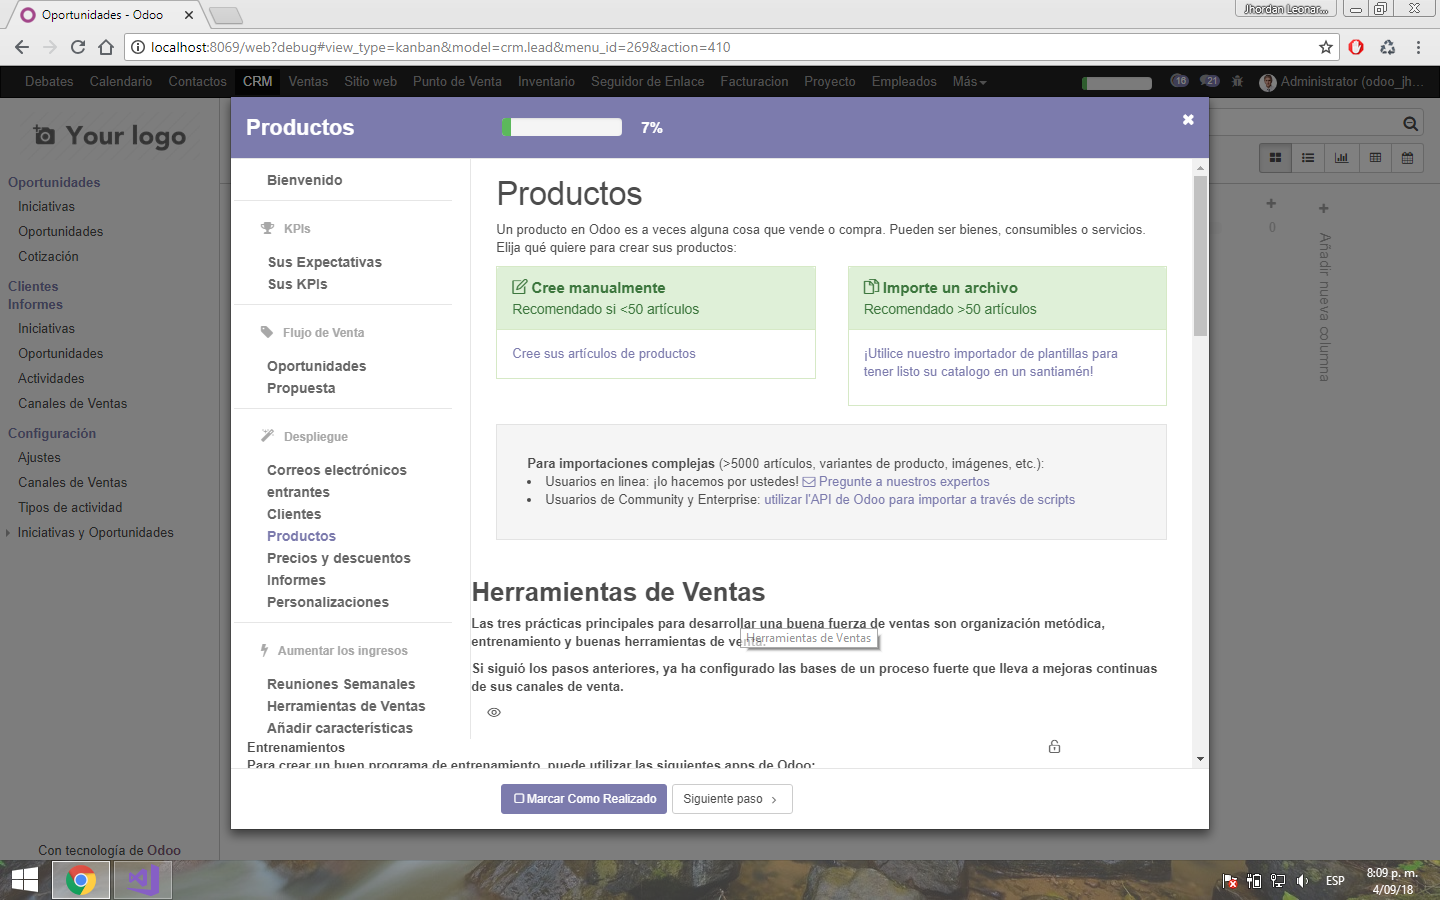 Oportunidades - Odoo
Jhordan Leonar...
localhost:8069/web?debug#view_type=kanban&model=crm.lead&menu_id=269&action=410
Debates Calendario Contactos CRM Ventas Sitio web Punto de Venta Inventario Seguidor de Enlace Facturacion Proyecto Empleados Más 16 21 Administrator (odoo_jh...
Your logo
Oportunidades
Iniciativas
Oportunidades
Cotización
Clientes
Informes
Iniciativas
Oportunidades
Actividades
Canales de Ventas
Configuración
Ajustes
Canales de Ventas
Tipos de actividad
Iniciativas y Oportunidades
Con tecnología de Odoo
Productos 7%
Bienvenido
KPIs
Sus Expectativas
Sus KPIs
Flujo de Venta
Oportunidades
Propuesta
Despliegue
Correos electrónicos
entrantes
Clientes
Productos
Precios y descuentos
Informes
Personalizaciones
Aumentar los ingresos
Reuniones Semanales
Herramientas de Ventas
Añadir características
Productos
Un producto en Odoo es a veces alguna cosa que vende o compra. Pueden ser bienes, consumibles o servicios.
Elija qué quiere para crear sus productos:
Cree manualmente
Recomendado si <50 artículos
Cree sus artículos de productos
Importe un archivo
Recomendado >50 artículos
¡Utilice nuestro importador de plantillas para
tener listo su catalogo en un santiamén!
Para importaciones complejas (>5000 artículos, variantes de producto, imágenes, etc.):
• Usuarios en linea: ¡lo hacemos por ustedes! Pregunte a nuestros expertos
• Usuarios de Community y Enterprise: utilizar l'API de Odoo para importar a través de scripts
Herramientas de Ventas
Las tres prácticas principales para desarrollar una buena fuerza de ventas son organización metódica,
entrenamiento y buenas herramientas de venta.
Herramientas de Ventas
Si siguió los pasos anteriores, ya ha configurado las bases de un proceso fuerte que lleva a mejoras continuas
de sus canales de venta.
Entrenamientos
Para crear un buen programa de entrenamiento, puede utilizar las siguientes apps de Odoo:
Marcar Como Realizado
Siguiente paso
0
Añadir nueva columna
ESP
8:09 p. m.
4/09/18